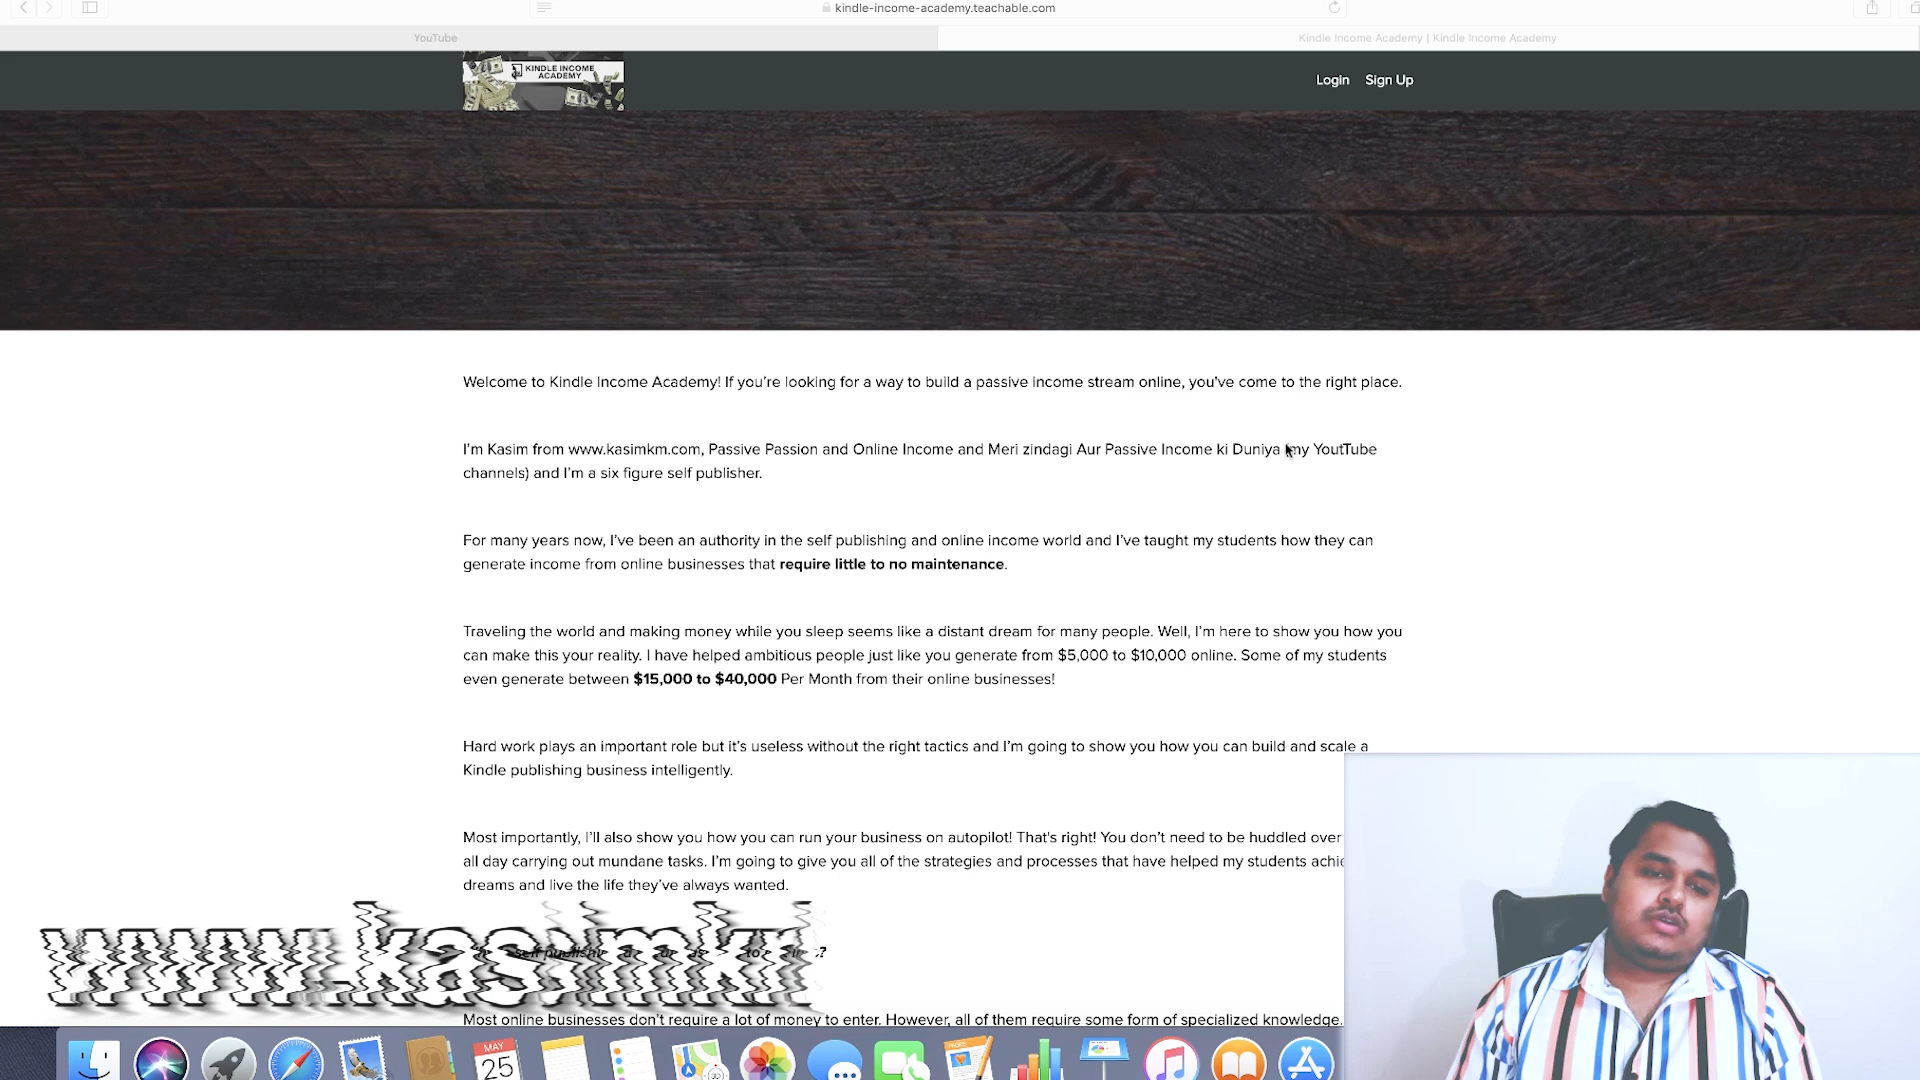 kindle-income-academy.teachable.com
YouTube
Kindle Income Academy | Kindle Income Academy
KINDLE INCOME
ACADEMY
Login Sign Up
Welcome to Kindle Income Academy! If you’re looking for a way to build a passive income stream online, you’ve come to the right place.
I’m Kasim from www.kasimkm.com, Passive Passion and Online Income and Meri zindagi Aur Passive Income ki Duniya my YoutTube
channels) and I’m a six figure self publisher.
For many years now, I’ve been an authority in the self publishing and online income world and I’ve taught my students how they can
generate income from online businesses that require little to no maintenance.
Traveling the world and making money while you sleep seems like a distant dream for many people. Well, I’m here to show you how you
can make this your reality. I have helped ambitious people just like you generate from $5,000 to $10,000 online. Some of my students
even generate between $15,000 to $40,000 Per Month from their online businesses!
Hard work plays an important role but it’s useless without the right tactics and I’m going to show you how you can build and scale a
Kindle publishing business intelligently.
Most importantly, I’ll also show you how you can run your business on autopilot! That's right! You don’t need to be huddled over
all day carrying out mundane tasks. I’m going to give you all of the strategies and processes that have helped my students
dreams and live the life they’ve always wanted.
www.kasimkm
Most online businesses don’t require a lot of money to enter. However, all of them require some form of specialized knowledge.
MAY
25